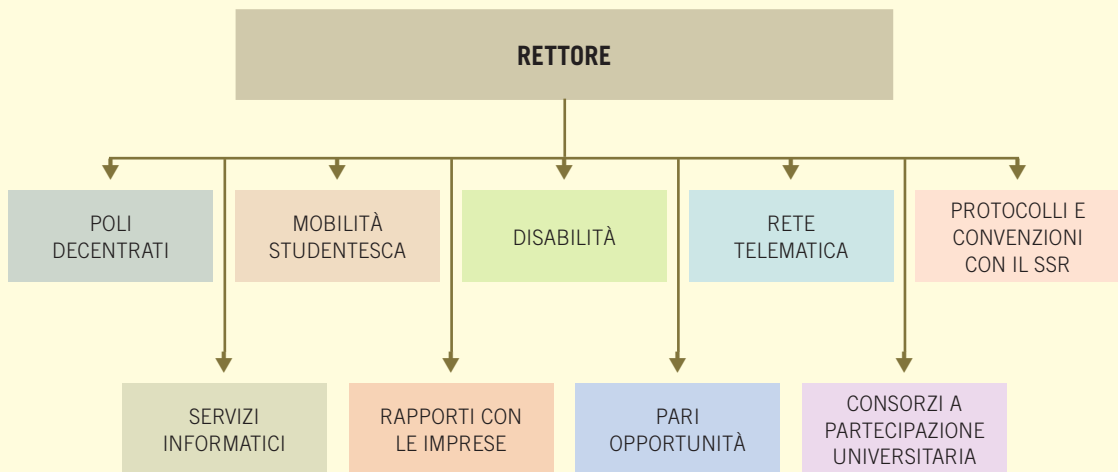 RETTORE
POLI
DECENTRATI
MOBILITÀ
STUDENTESCA
DISABILITÀ
RETE
TELEMATICA
PROTOCOLLI E
CONVENZIONI
CON IL SSR
SERVIZI
INFORMATICI
RAPPORTI CON
LE IMPRESE
PARI
OPPORTUNITÀ
CONSORZI A
PARTECIPAZIONE
UNIVERSITARIA